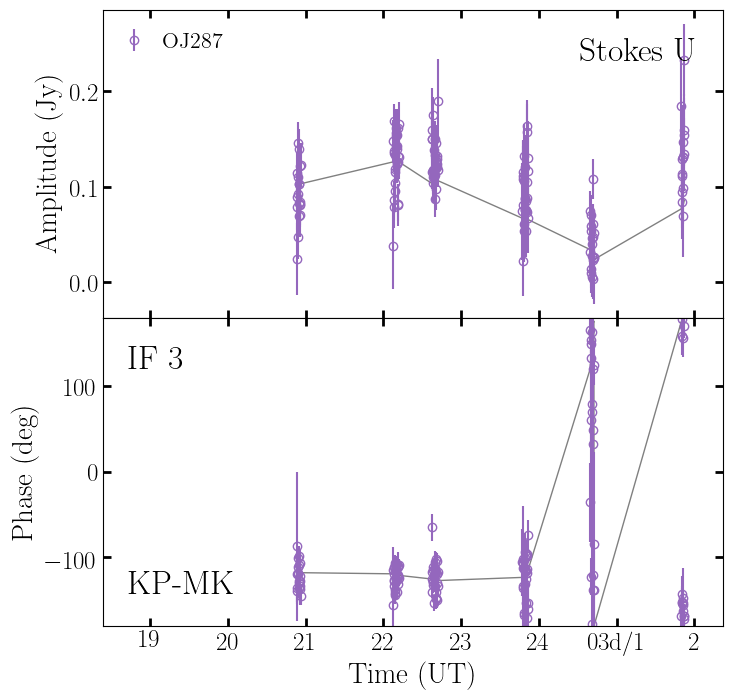 OJ287
Stokes U
0.2
0.1
0.0
Amplitude (Jy)
IF 3
100
0
−100
Phase (deg)
KP-MK
19 20 21 22 23 24 03d/1 2
Time (UT)